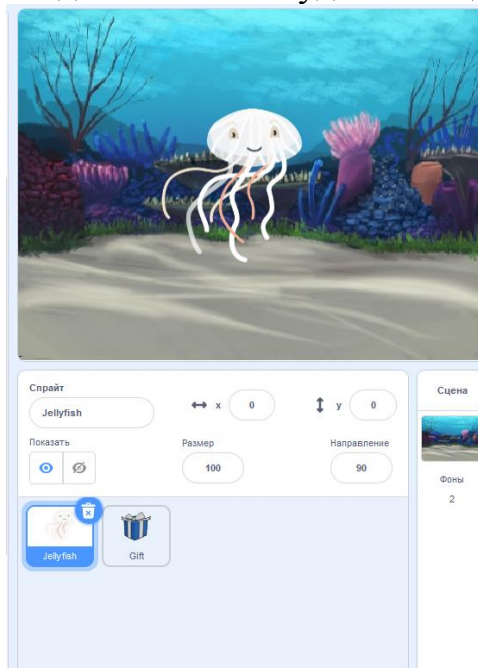 Спрайт
Jellyfish
x 0
y 0
Показать
Размер
100
Направление
90
Сцена
Фоны
2
Jellyfish
Gift